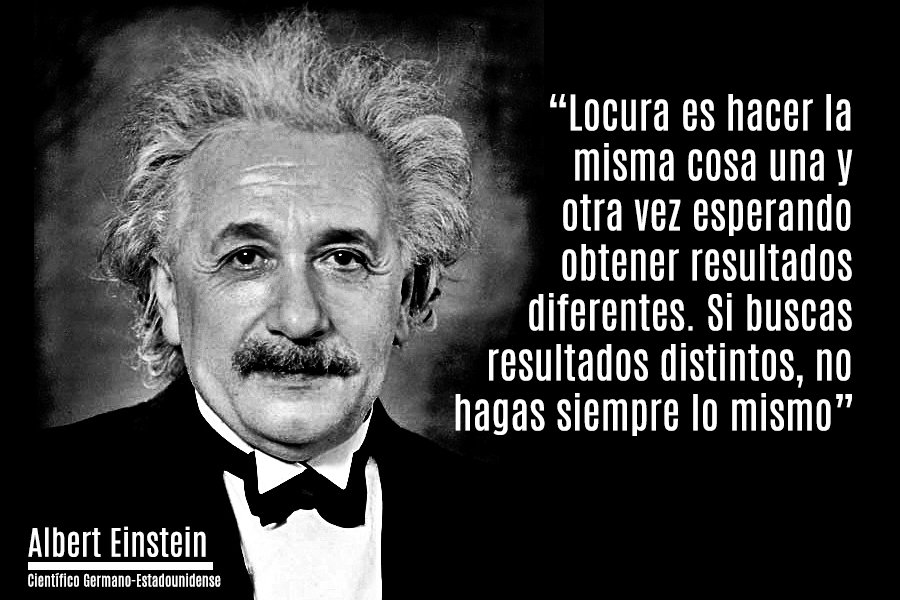 “Locura es hacer la
misma cosa una y
otra vez esperando
obtener resultados
diferentes. Si buscas
resultados distintos, no
hagas siempre lo mismo”
Albert Einstein
Científico Germano-Estadounidense